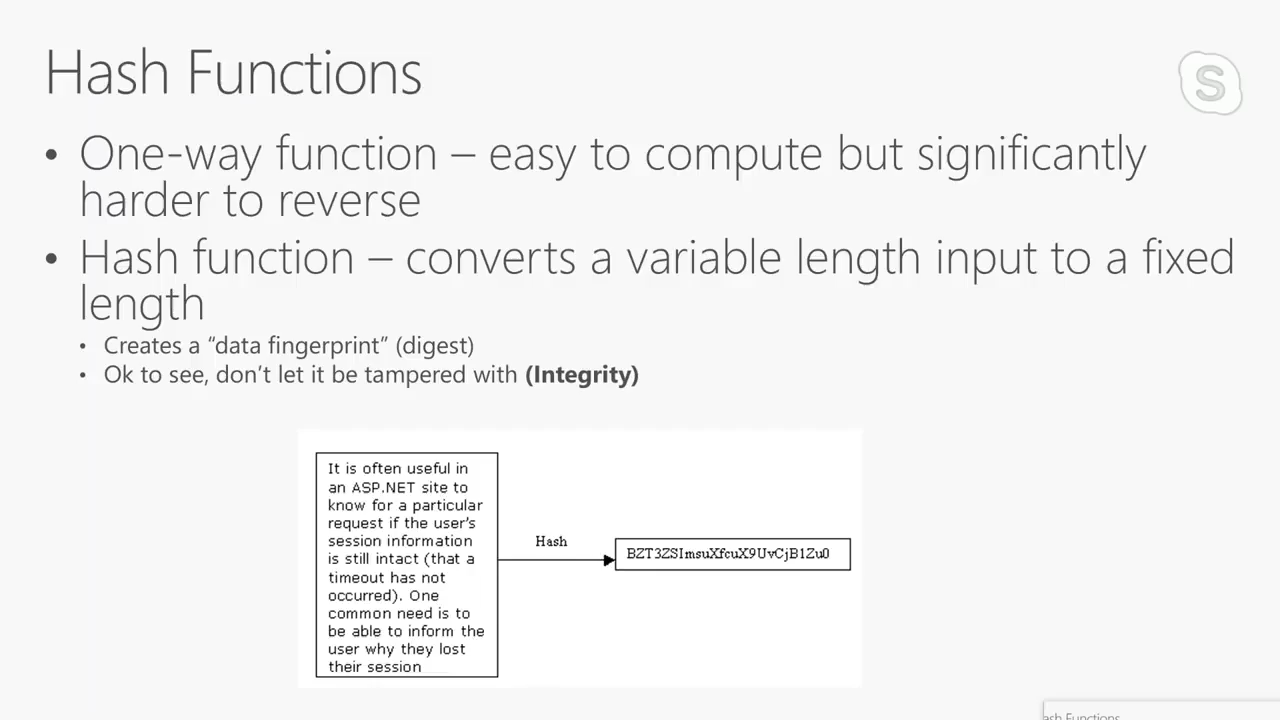 Hash Functions
S
• One-way function – easy to compute but significantly
harder to reverse
• Hash function – converts a variable length input to a fixed
length
• Creates a “data fingerprint” (digest)
• Ok to see, don’t let it be tampered with (Integrity)
It is often useful in
an ASP.NET site to
know for a particular
request if the user's
session information
is still intact (that a
timeout has not
occurred). One
common need is to
be able to inform the
user why they lost
their session
Hash
BZT3ZSImsuXfcuX9UvCjB1Zu0
ash Functions